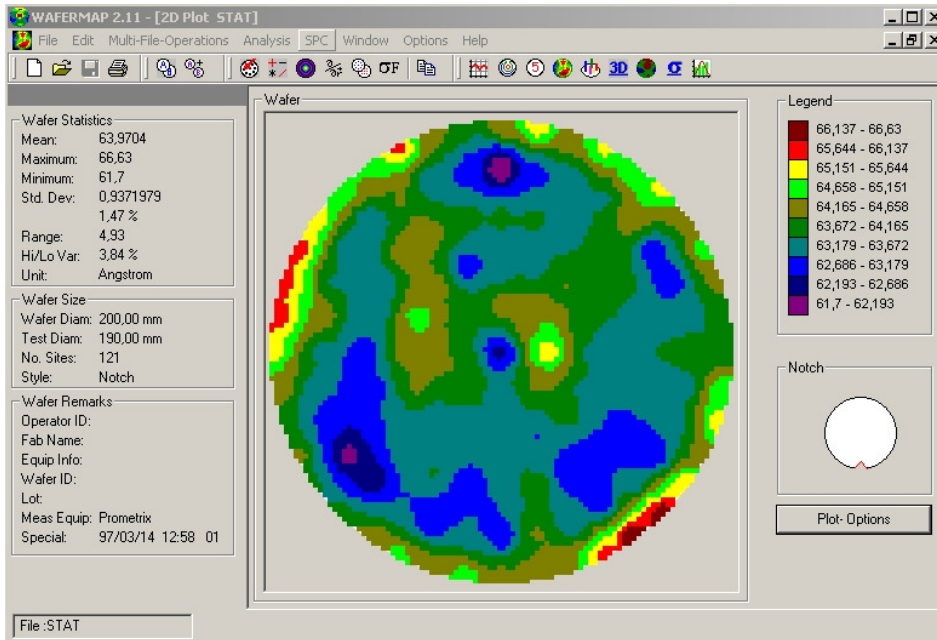 WAFERMAP 2.11 - [2D Plot STAT]
File Edit Multi-File-Operations Analysis SPC Window Options Help
σF 5 3D σ
Wafer Statistics
Mean: 63,9704
Maximum: 66,63
Minimum: 61,7
Std. Dev: 0,9371979
1,47 %
Range: 4,93
Hi/Lo Var: 3,84 %
Unit: Angstrom
Wafer Size
Wafer Diam: 200,00 mm
Test Diam: 190,00 mm
No. Sites: 121
Style: Notch
Wafer Remarks
Operator ID:
Fab Name:
Equip Info:
Wafer ID:
Lot:
Meas Equip: Prometrix
Special: 97/03/14 12:58 01
Wafer
Legend
66,137 - 66,63
65,644 - 66,137
65,151 - 65,644
64,658 - 65,151
64,165 - 64,658
63,672 - 64,165
63,179 - 63,672
62,686 - 63,179
62,193 - 62,686
61,7 - 62,193
Notch
Plot- Options
File :STAT